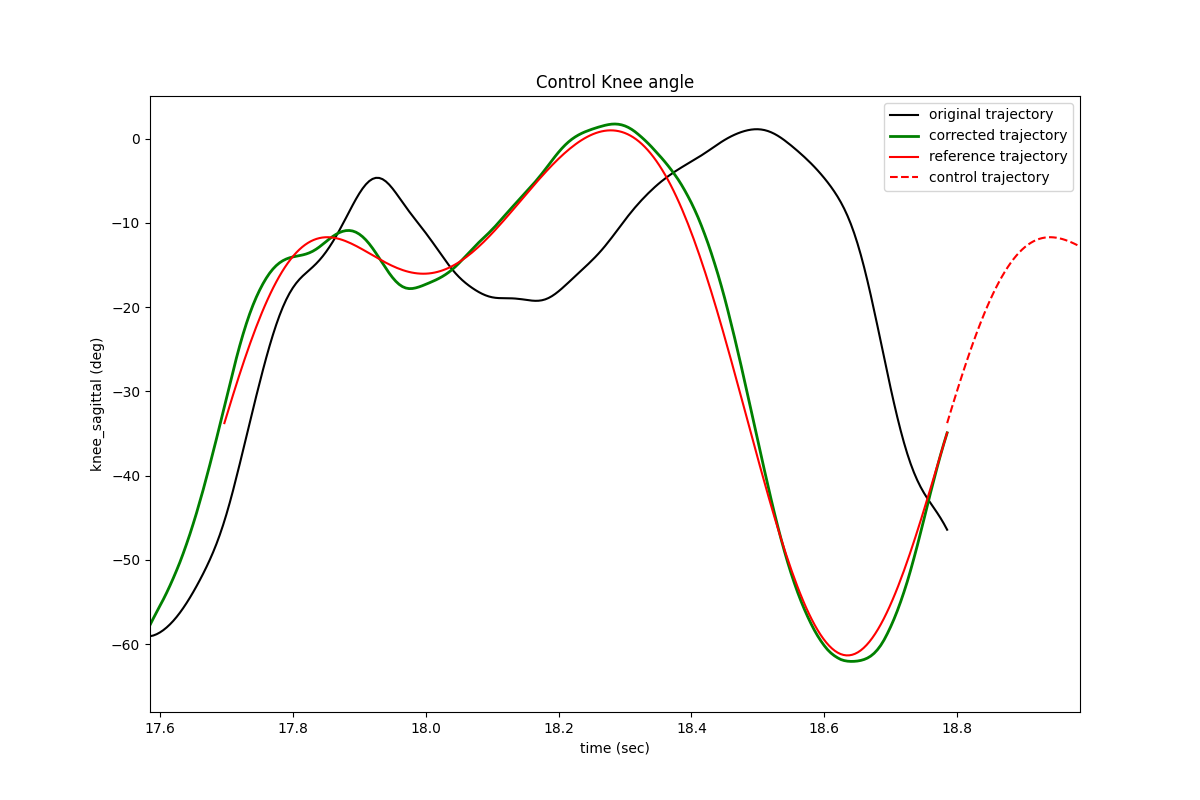 Control Knee angle
original trajectory
corrected trajectory
reference trajectory
control trajectory
knee_sagittal (deg)
0
−10
−20
−30
−40
−50
−60
17.6 17.8 18.0 18.2 18.4 18.6 18.8
time (sec)